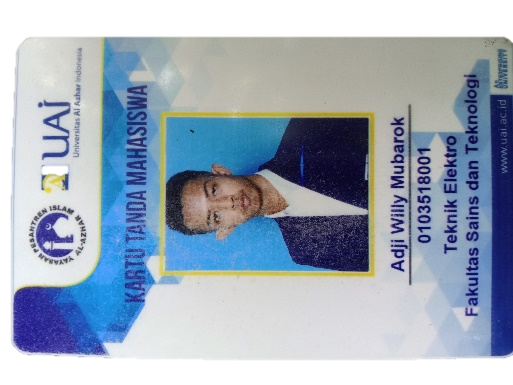 YAYASAN PESANTREN ISLAM
AL-AZHAR
UAI
Universitas Al Azhar Indonesia
KARTU TANDA MAHASISWA
Adji Willy Mubarok
0103518001
Teknik Elektro
Fakultas Sains dan Teknologi
www.uai.ac.id